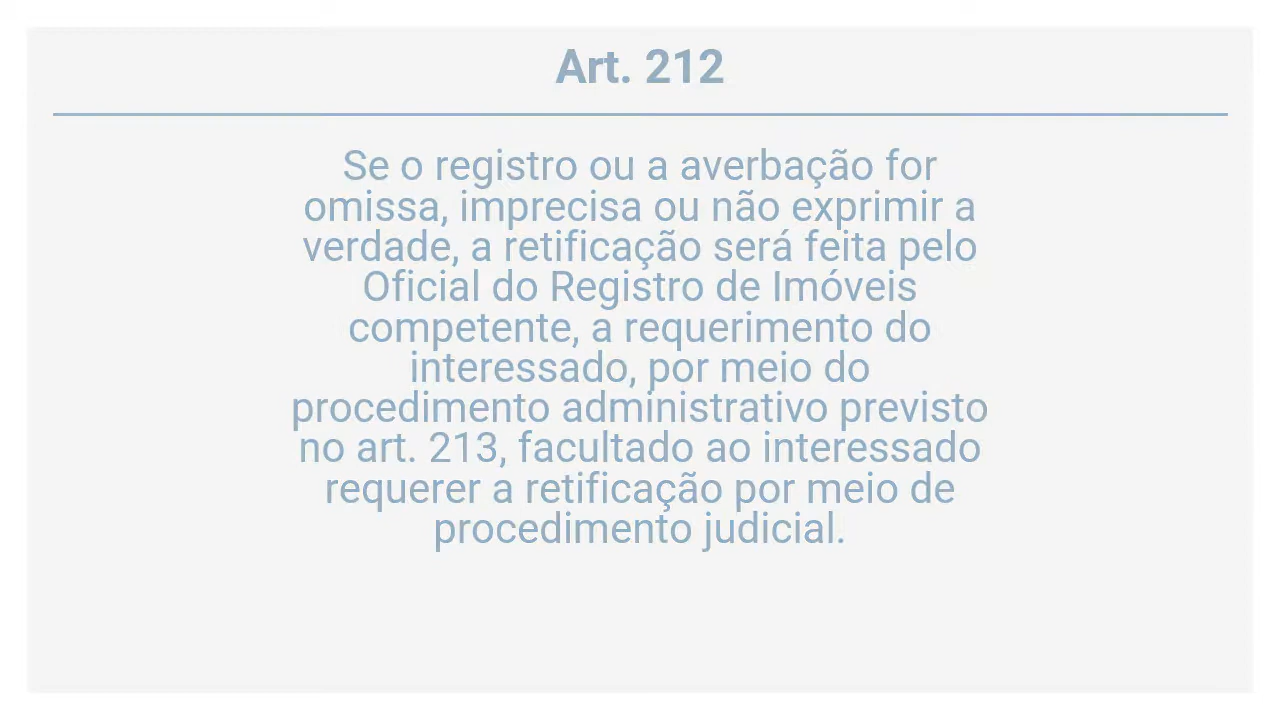 Art. 212
Se o registro ou a averbação for
omissa, imprecisa ou não exprimir a
verdade, a retificação será feita pelo
Oficial do Registro de Imóveis
competente, a requerimento do
interessado, por meio do
procedimento administrativo previsto
no art. 213, facultado ao interessado
requerer a retificação por meio de
procedimento judicial.